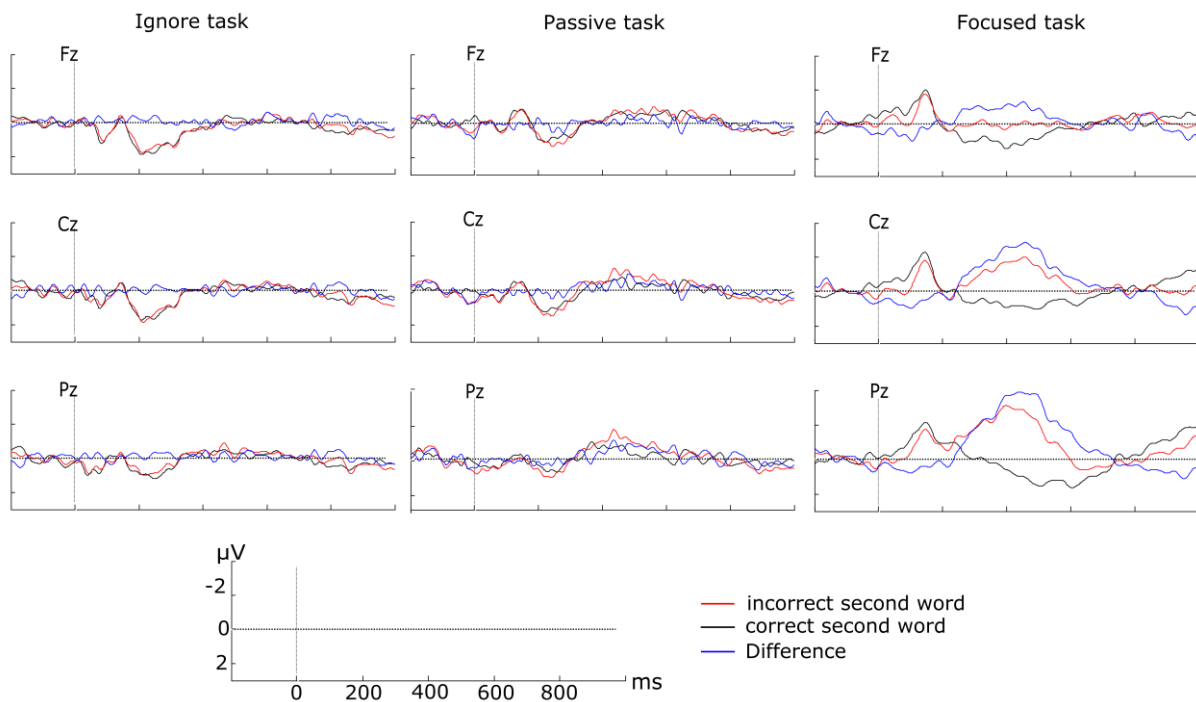 Ignore task
Passive task
Focused task
Fz
Fz
Fz
Cz
Cz
Cz
Pz
Pz
Pz
µV
-2
0
2
0 200 400 600 800 ms
incorrect second word
correct second word
Difference